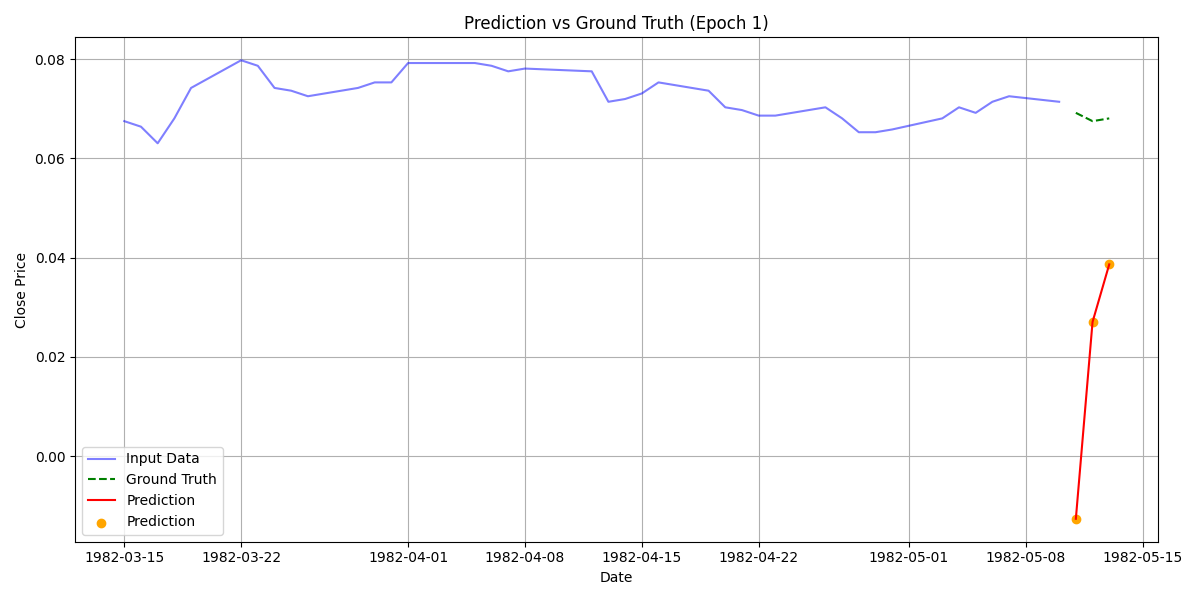 Prediction vs Ground Truth (Epoch 1)
Close Price
0.08
0.06
0.04
0.02
0.00
Input Data
Ground Truth
Prediction
Prediction
1982-03-15 1982-03-22 1982-04-01 1982-04-08 1982-04-15 1982-04-22 1982-05-01 1982-05-08 1982-05-15
Date